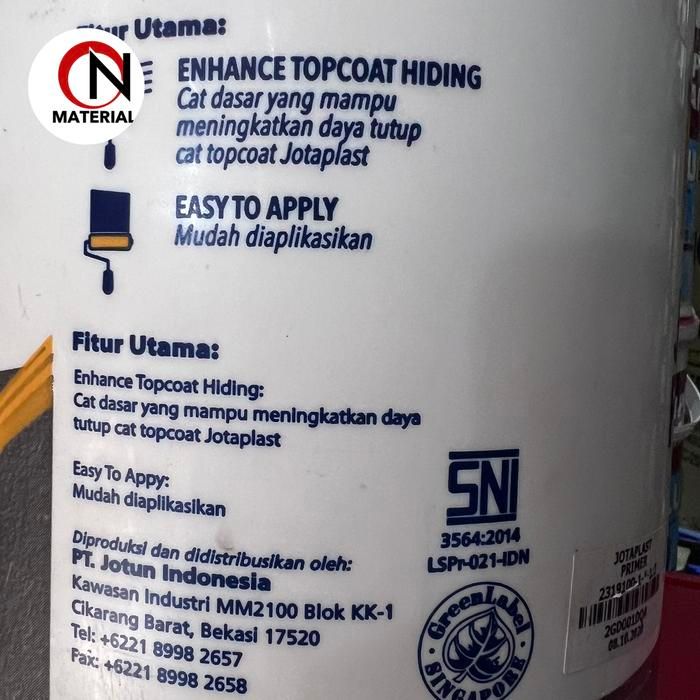 Fitur Utama:
CN
MATERIAL
ENHANCE TOPCOAT HIDING
Cat dasar yang mampu
meningkatkan daya tutup
cat topcoat Jotaplast
EASY TO APPLY
Mudah diaplikasikan
Fitur Utama:
Enhance Topcoat Hiding:
Cat dasar yang mampu meningkatkan daya
tutup cat topcoat Jotaplast
Easy To Appy:
Mudah diaplikasikan
Diproduksi dan didistribusikan oleh:
PT. Jotun Indonesia
Kawasan Industri MM2100 Blok KK-1
Cikarang Barat, Bekasi 17520
Tel: +6221 8998 2657
Fax: +6221 8998 2658
SNI
3564:2014
LSPr-021-IDN
GreenLabel
SINGAPORE
JOTAPLAST
PRIMER